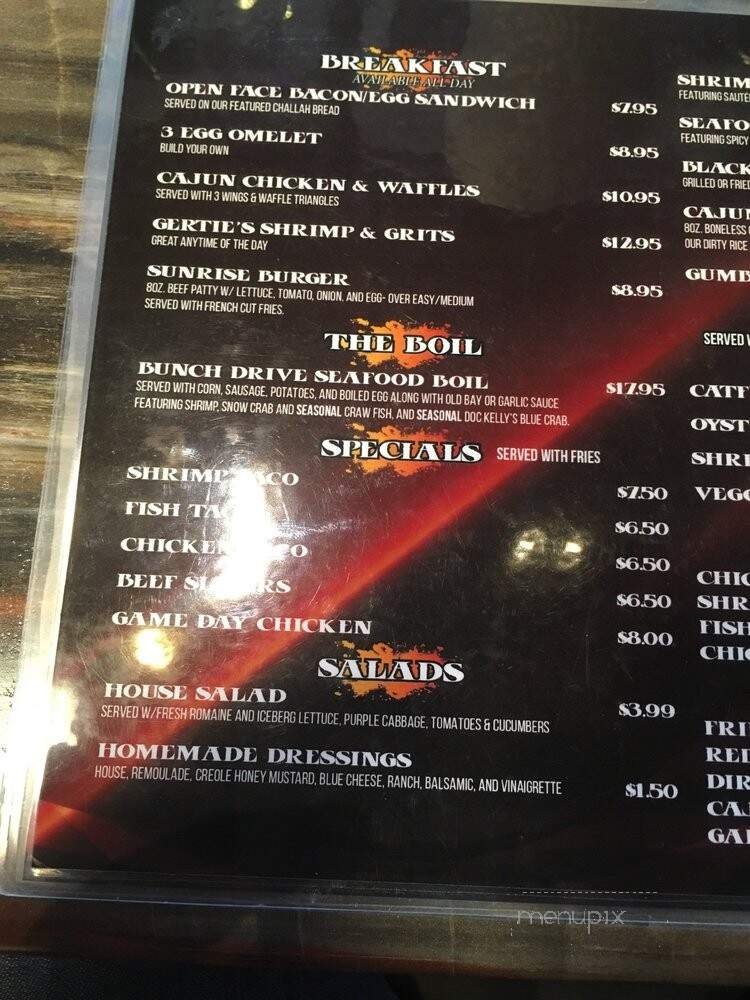 BREAKFAST
AVAILABLE ALL DAY
OPEN FACE BACON/EGG SANDWICH $7.95
SERVED ON OUR FEATURED CHALLAH BREAD
3 EGG OMELET $8.95
BUILD YOUR OWN
CAJUN CHICKEN & WAFFLES $10.95
SERVED WITH 3 WINGS & WAFFLE TRIANGLES
GERTIE'S SHRIMP & GRITS $12.95
GREAT ANYTIME OF THE DAY
SUNRISE BURGER $8.95
8OZ. BEEF PATTY W/ LETTUCE, TOMATO, ONION, AND EGG- OVER EASY/MEDIUM
SERVED WITH FRENCH CUT FRIES.
THE BOIL
BUNCH DRIVE SEAFOOD BOIL $17.95
SERVED WITH CORN, SAUSAGE, POTATOES, AND BOILED EGG ALONG WITH OLD BAY OR GARLIC SAUCE
FEATURING SHRIMP, SNOW CRAB AND SEASONAL CRAW FISH, AND SEASONAL DOC KELLY'S BLUE CRAB.
SPECIALS SERVED WITH FRIES
SHRIMP TACO $7.50
FISH TA $6.50
CHICKEN TACO $6.50
BEEF SLIDERS $6.50
GAME DAY CHICKEN $8.00
SALADS
HOUSE SALAD $3.99
SERVED W/FRESH ROMAINE AND ICEBERG LETTUCE, PURPLE CABBAGE, TOMATOES & CUCUMBERS
HOMEMADE DRESSINGS $1.50
HOUSE, REMOULADE, CREOLE HONEY MUSTARD, BLUE CHEESE, RANCH, BALSAMIC, AND VINAIGRETTE
SHRIM
FEATURING SAUTE
SEAFO
FEATURING SPICY
BLACK
GRILLED OR FRIED
CAJUN
8OZ. BONELESS
OUR DIRTY RICE
GUMB
SERVED
CATF
OYST
SHRI
VEGG
CHIC
SHR
FISH
CHIC
FRI
RED
DIR
CAJ
GAR
menupix